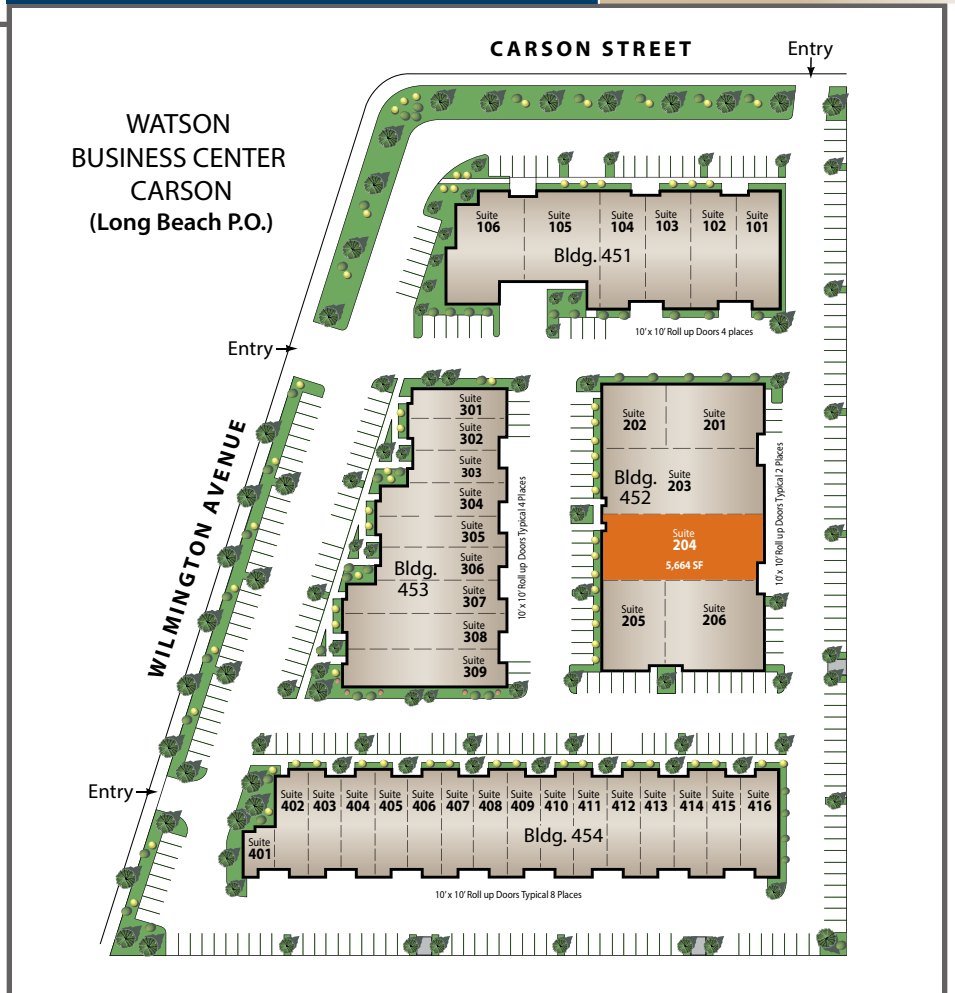 CARSON STREET
Entry
WATSON
BUSINESS CENTER
CARSON
(Long Beach P.O.)
Suite
106
Suite
105
Suite
104
Suite
103
Suite
102
Suite
101
Bldg. 451
10' x 10' Roll up Doors 4 places
Entry
WILMINGTON AVENUE
Suite
301
Suite
302
Suite
303
Suite
304
Suite
305
Suite
306
Suite
307
Suite
308
Suite
309
Bldg.
453
10' x 10' Roll up Doors Typical 4 Places
Suite
202
Suite
201
Bldg.
452
Suite
203
Suite
204
5,664 SF
Suite
205
Suite
206
10' x 10' Roll up Doors Typical 2 Places
Entry
Suite
401
Suite
402
Suite
403
Suite
404
Suite
405
Suite
406
Suite
407
Suite
408
Suite
409
Suite
410
Suite
411
Suite
412
Suite
413
Suite
414
Suite
415
Suite
416
Bldg. 454
10' x 10' Roll up Doors Typical 8 Places